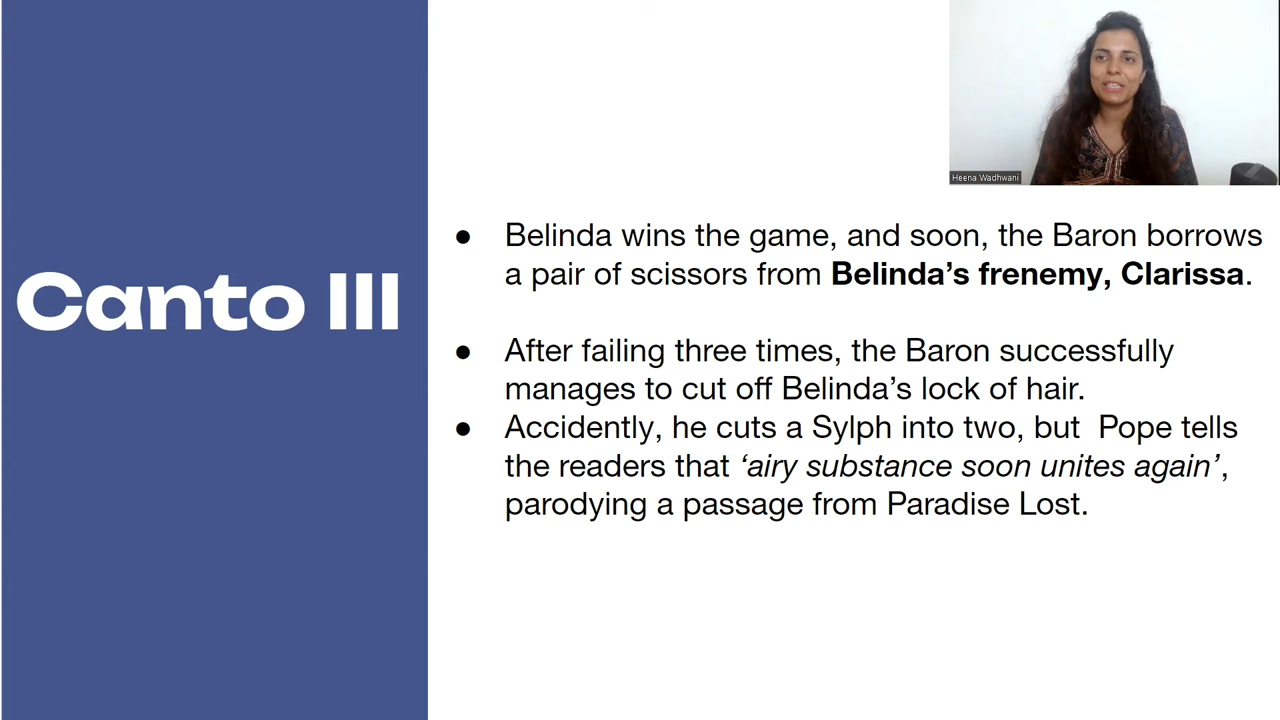 Heena Wadhwani
Canto III
● Belinda wins the game, and soon, the Baron borrows
a pair of scissors from Belinda’s frenemy, Clarissa.
● After failing three times, the Baron successfully
manages to cut off Belinda’s lock of hair.
● Accidently, he cuts a Sylph into two, but  Pope tells
the readers that ‘airy substance soon unites again’,
parodying a passage from Paradise Lost.